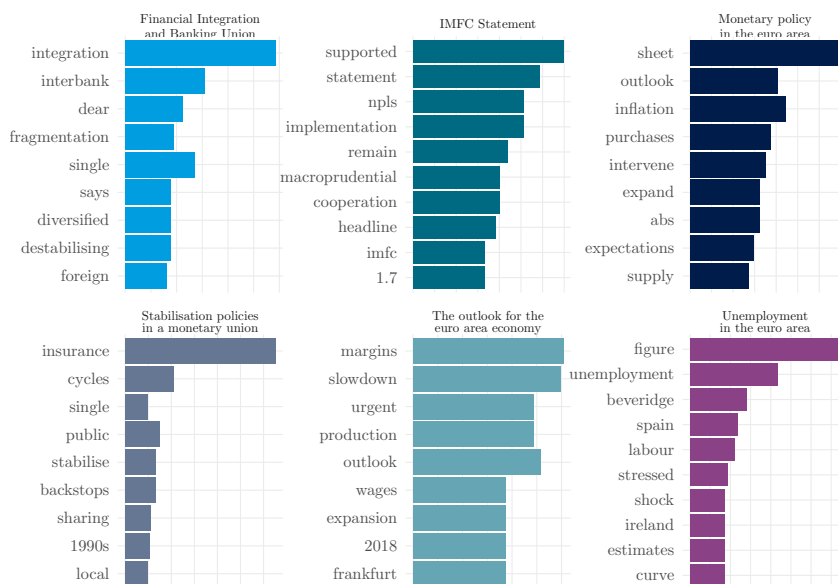 Financial Integration
and Banking Union
integration
interbank
dear
fragmentation
single
says
diversified
destabilising
foreign
IMFC Statement
supported
statement
npls
implementation
remain
macroprudential
cooperation
headline
imfc
1.7
Monetary policy
in the euro area
sheet
outlook
inflation
purchases
intervene
expand
abs
expectations
supply
Stabilisation policies
in a monetary union
insurance
cycles
single
public
stabilise
backstops
sharing
1990s
local
The outlook for the
euro area economy
margins
slowdown
urgent
production
outlook
wages
expansion
2018
frankfurt
Unemployment
in the euro area
figure
unemployment
beveridge
spain
labour
stressed
shock
ireland
estimates
curve